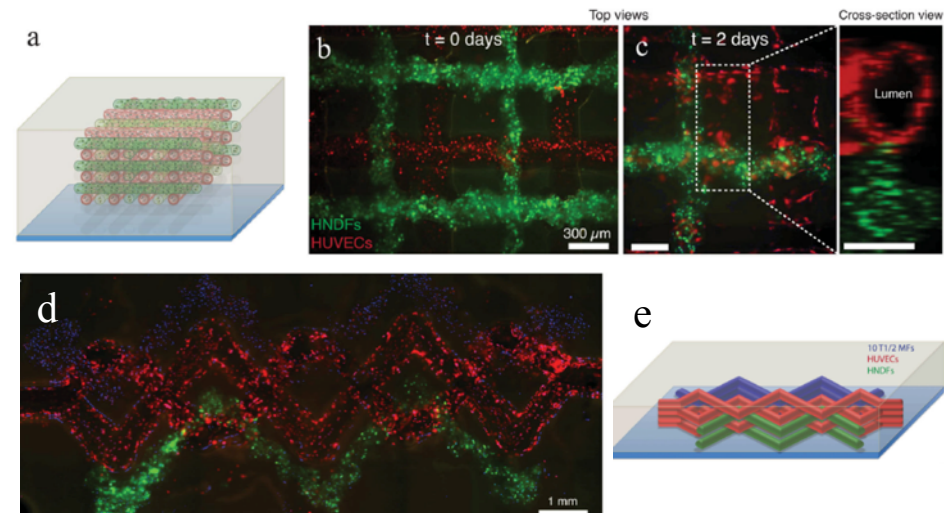 a
Top views
Cross-section view
b
t = 0 days
c
t = 2 days
Lumen
HNDFs
HUVECs
300 µm
d
1 mm
e
10 T1/2 MFs
HUVECs
HNDFs